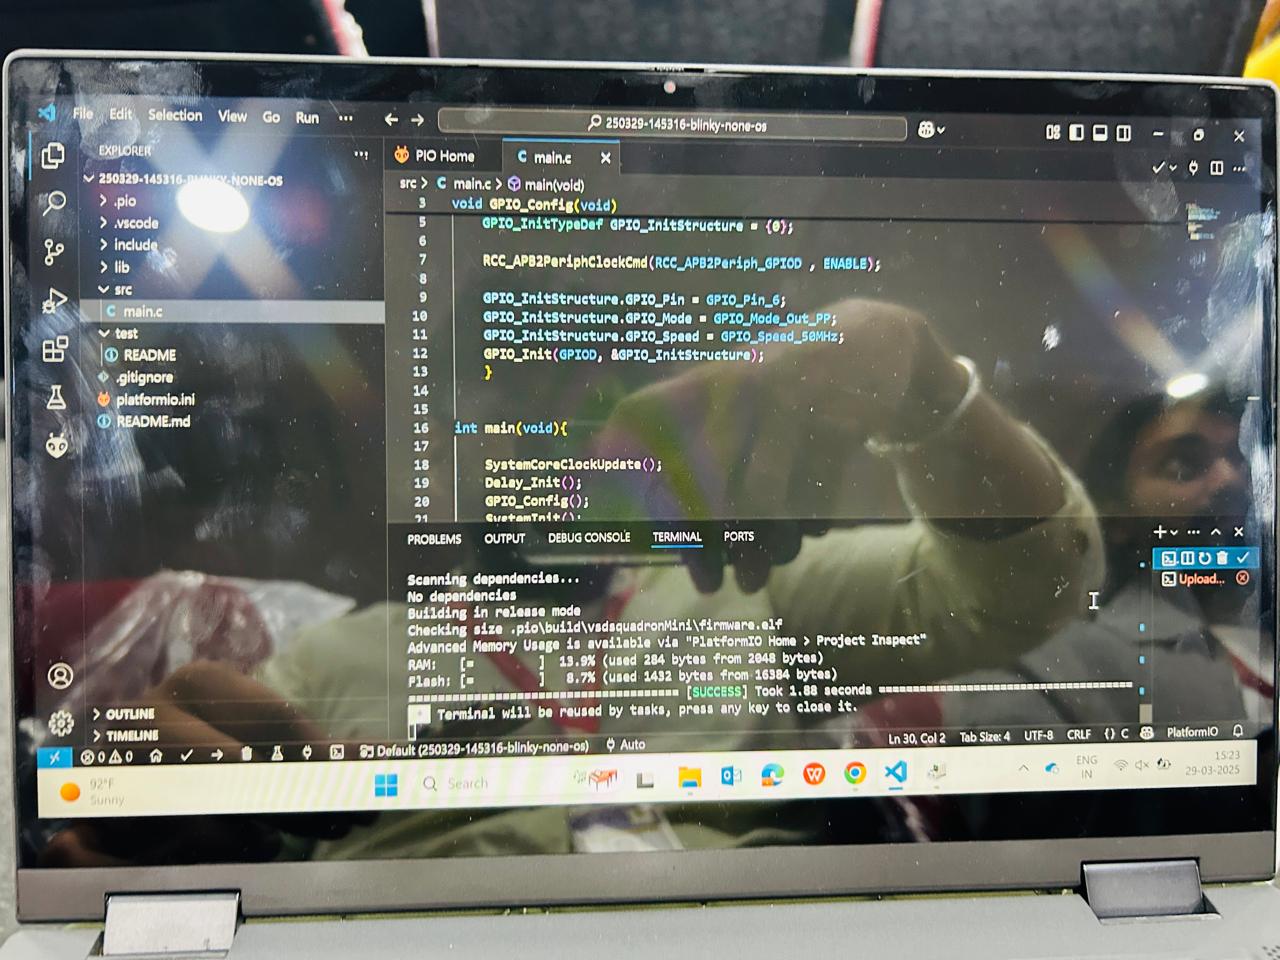 File Edit Selection View Go Run ...
250329-145316-blinky-none-os
EXPLORER
250329-145316-BLINKY-NONE-OS
.pio
.vscode
include
lib
src
main.c
test
README
.gitignore
platformio.ini
README.md
OUTLINE
TIMELINE
PIO Home
main.c
src > main.c > main(void)
3 void GPIO_Config(void)
5 GPIO_InitTypeDef GPIO_InitStructure = {0};
6
7 RCC_APB2PeriphClockCmd(RCC_APB2Periph_GPIOD , ENABLE);
8
9 GPIO_InitStructure.GPIO_Pin = GPIO_Pin_6;
10 GPIO_InitStructure.GPIO_Mode = GPIO_Mode_Out_PP;
11 GPIO_InitStructure.GPIO_Speed = GPIO_Speed_50MHz;
12 GPIO_Init(GPIOD, &GPIO_InitStructure);
13 }
14
15
16 int main(void){
17
18 SystemCoreClockUpdate();
19 Delay_Init();
20 GPIO_Config();
21 SystemInit();
PROBLEMS OUTPUT DEBUG CONSOLE TERMINAL PORTS
Scanning dependencies...
No dependencies
Building in release mode
Checking size .pio\build\vsdsquadronMini\firmware.elf
Advanced Memory Usage is available via "PlatformIO Home > Project Inspect"
RAM: [= ] 13.9% (used 284 bytes from 2048 bytes)
Flash: [= ] 8.7% (used 1432 bytes from 16384 bytes)
[SUCCESS] Took 1.88 seconds
Terminal will be reused by tasks, press any key to close it.
Upload...
0 0 Default (250329-145316-blinky-none-os) Auto
Ln 30, Col 2 Tab Size: 4 UTF-8 CRLF {} C PlatformIO
92°F
Sunny
Search
ENG
IN
15:23
29-03-2025